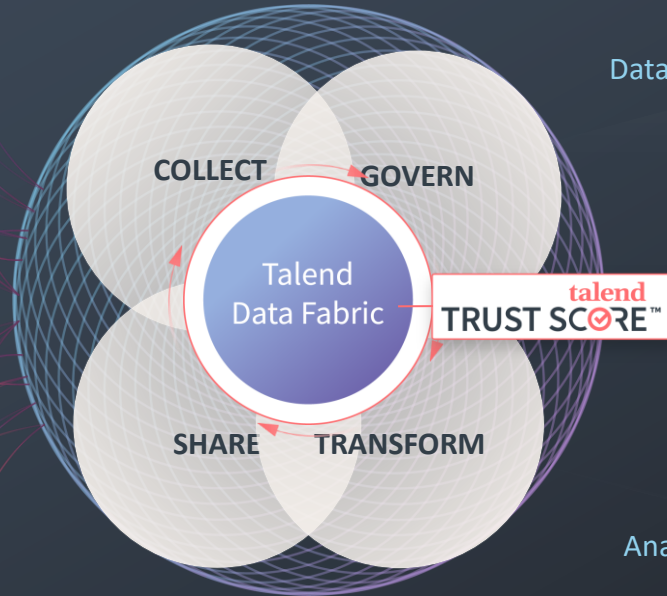 Data
COLLECT
GOVERN
Talend
Data Fabric
talend
TRUST SCORE™
SHARE
TRANSFORM
Ana